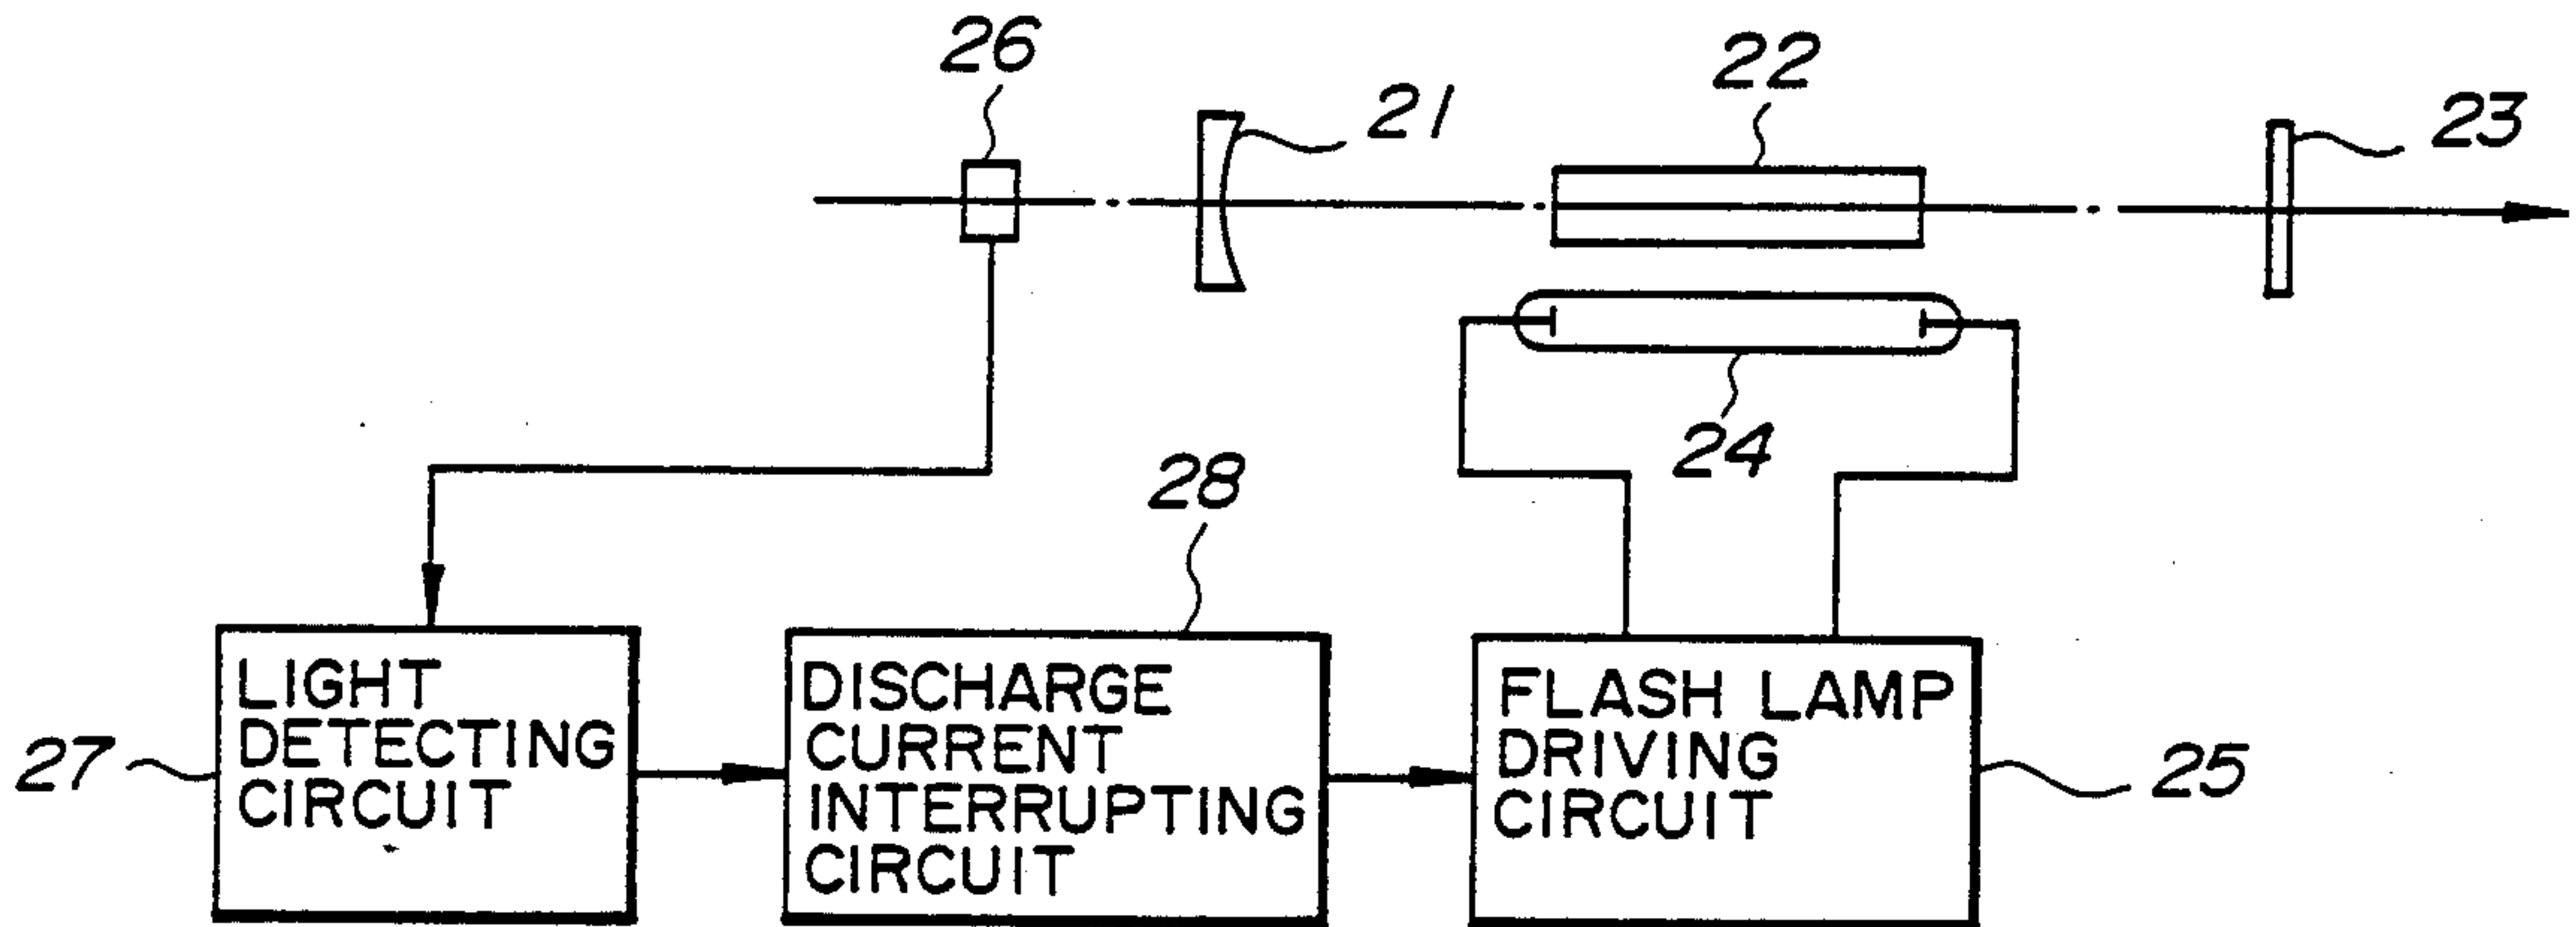 26
21
22
23
24
28
LIGHT
DETECTING
CIRCUIT
27
DISCHARGE
CURRENT
INTERRUPTING
CIRCUIT
FLASH LAMP
DRIVING
CIRCUIT
25